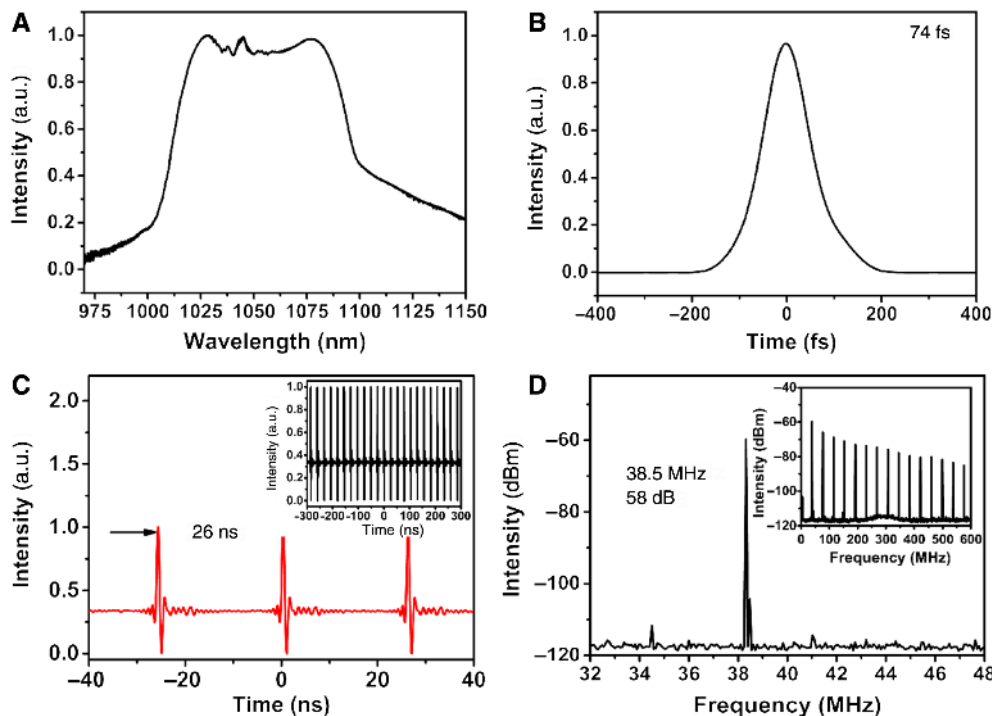 A
Intensity (a.u.)
1.0
0.8
0.6
0.4
0.2
0.0
975 1000 1025 1050 1075 1100 1125 1150
Wavelength (nm)
B
74 fs
Intensity (a.u.)
1.0
0.8
0.6
0.4
0.2
0.0
−400 −200 0 200 400
Time (fs)
C
Intensity (a.u.)
2.0
1.5
1.0
0.5
0.0
26 ns
−40 −20 0 20 40
Time (ns)
Intensity (a.u.)
1.0
0.8
0.6
0.4
0.2
0.0
−300 −200 −100 0 100 200 300
Time (ns)
D
Intensity (dBm)
−60
−80
−100
−120
38.5 MHz
58 dB
32 34 36 38 40 42 44 46 48
Frequency (MHz)
Intensity (dBm)
−40
−60
−80
−100
−120
0 100 200 300 400 500 600
Frequency (MHz)